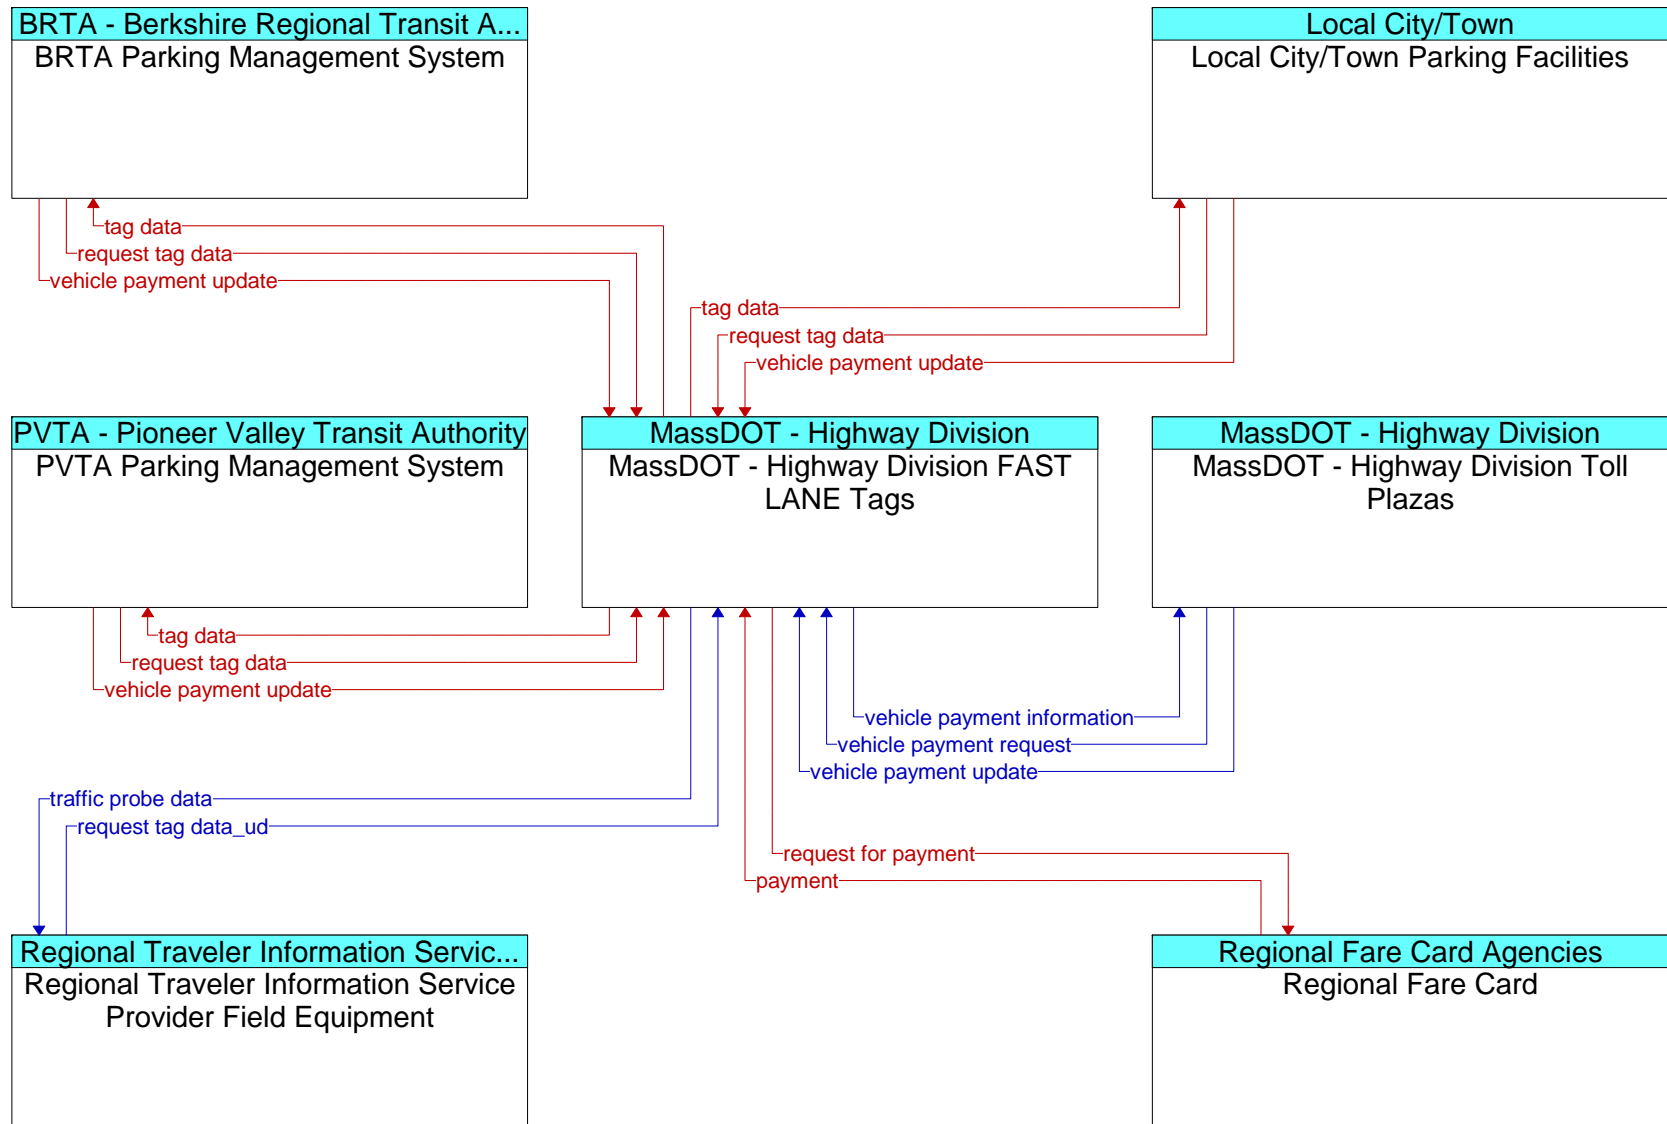 BRTA - Berkshire Regional Transit A...
BRTA Parking Management System
Local City/Town
Local City/Town Parking Facilities
tag data
request tag data
vehicle payment update
tag data
request tag data
vehicle payment update
PVTA - Pioneer Valley Transit Authority
PVTA Parking Management System
MassDOT - Highway Division
MassDOT - Highway Division FAST
LANE Tags
MassDOT - Highway Division
MassDOT - Highway Division Toll
Plazas
tag data
request tag data
vehicle payment update
vehicle payment information
vehicle payment request
vehicle payment update
traffic probe data
request tag data_ud
request for payment
payment
Regional Traveler Information Servic...
Regional Traveler Information Service
Provider Field Equipment
Regional Fare Card Agencies
Regional Fare Card